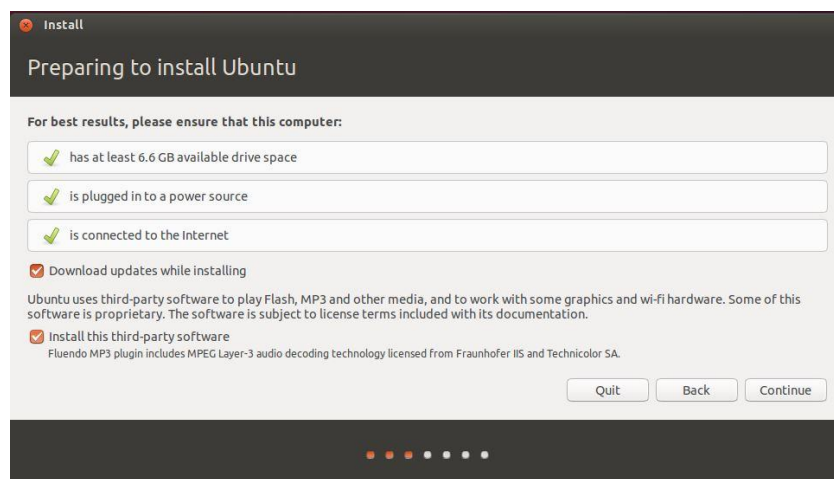 Install
Preparing to install Ubuntu
For best results, please ensure that this computer:
has at least 6.6 GB available drive space
is plugged in to a power source
is connected to the Internet
Download updates while installing
Ubuntu uses third-party software to play Flash, MP3 and other media, and to work with some graphics and wi-fi hardware. Some of this
software is proprietary. The software is subject to license terms included with its documentation.
Install this third-party software
Fluendo MP3 plugin includes MPEG Layer-3 audio decoding technology licensed from Fraunhofer IIS and Technicolor SA.
Quit Back Continue